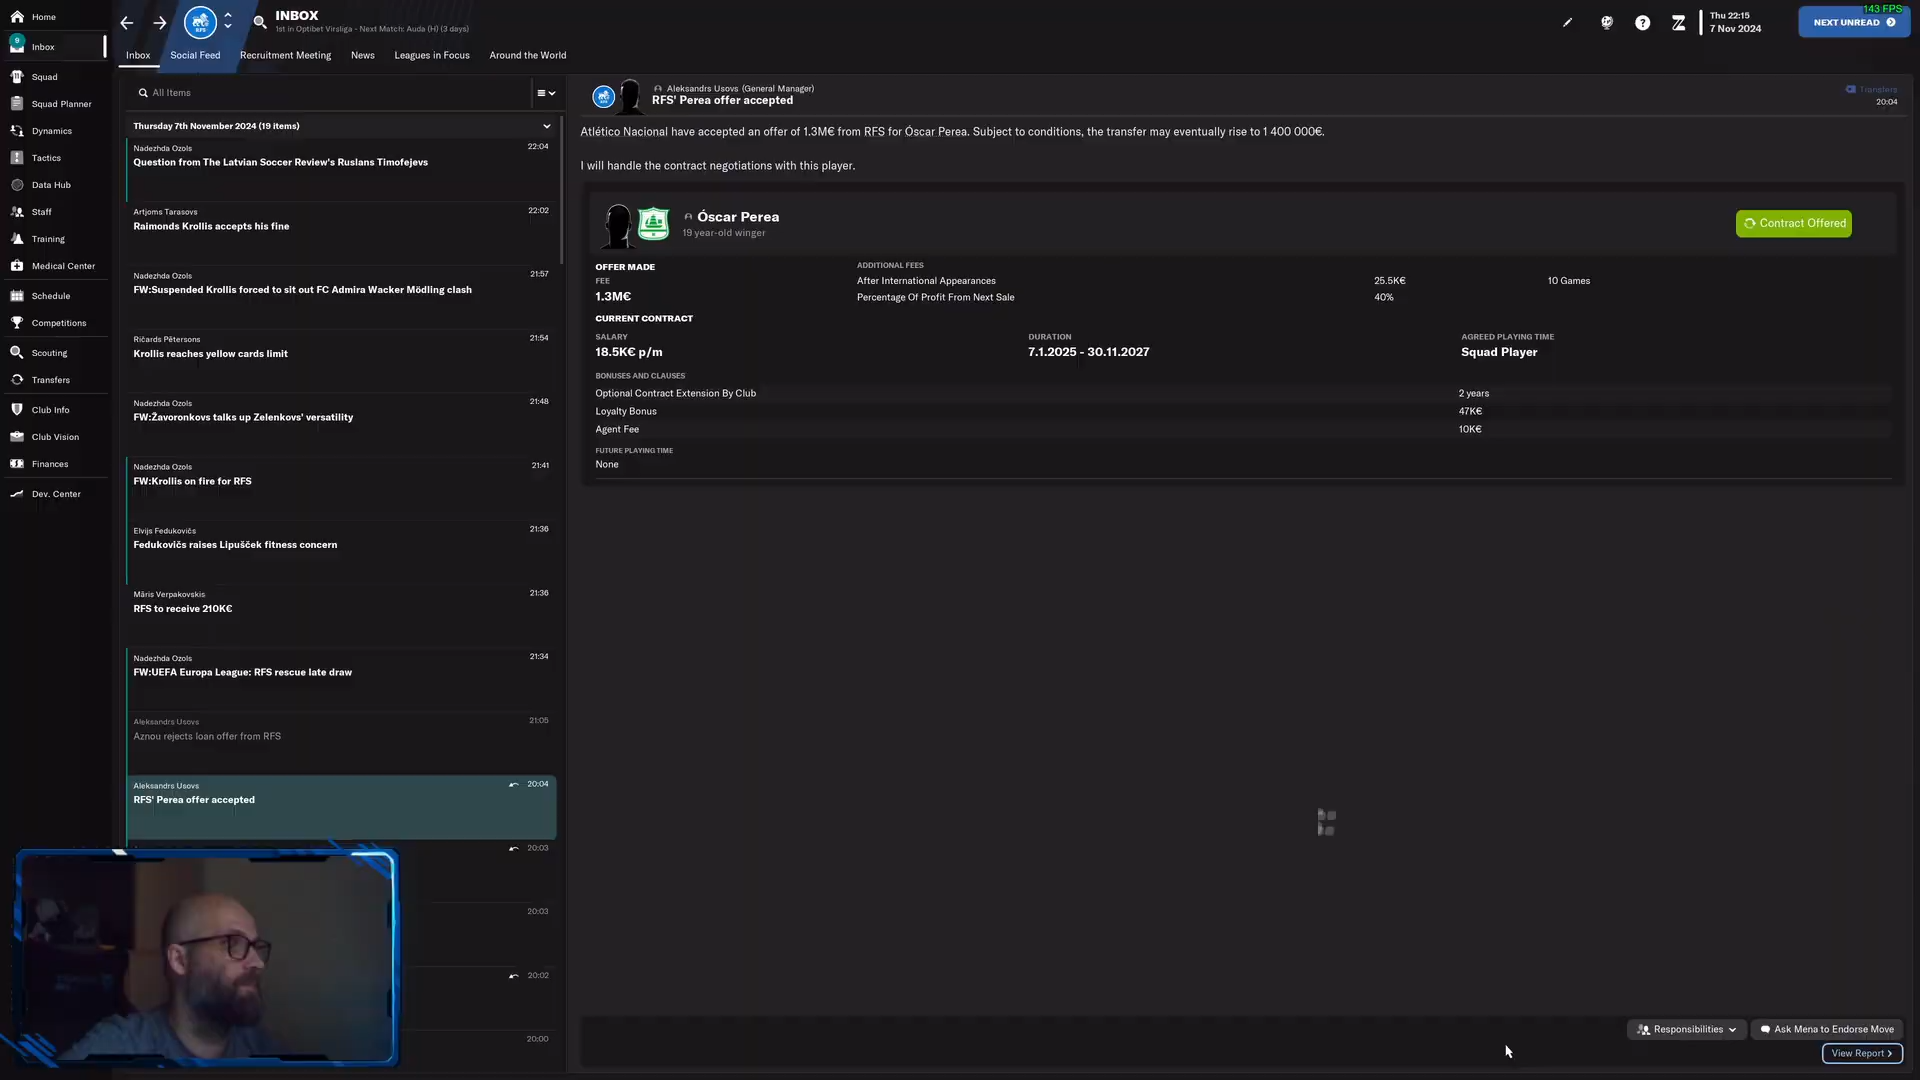 Home
Inbox
9
Squad
Squad Planner
Dynamics
Tactics
Data Hub
Staff
Training
Medical Center
Schedule
Competitions
Scouting
Transfers
Club Info
Club Vision
Finances
Dev. Center
INBOX
1st in Optibet Virsliga - Next Match: Auda (H) (3 days)
143 FPS
Thu 22:15
7 Nov 2024
NEXT UNREAD
Inbox
Social Feed
Recruitment Meeting
News
Leagues in Focus
Around the World
All Items
Thursday 7th November 2024 (19 items)
Nadezhda Ozols
22:04
Question from The Latvian Soccer Review's Ruslans Timofejevs
Artjoms Tarasovs
22:02
Raimonds Krollis accepts his fine
Nadezhda Ozols
21:57
FW:Suspended Krollis forced to sit out FC Admira Wacker Mödling clash
Ričards Pētersons
21:54
Krollis reaches yellow cards limit
Nadezhda Ozols
21:48
FW:Žavoronkovs talks up Zelenkovs' versatility
Nadezhda Ozols
21:41
FW:Krollis on fire for RFS
Elvijs Fedukovičs
21:36
Fedukovičs raises Lipušček fitness concern
Māris Verpakovskis
21:36
RFS to receive 210K€
Nadezhda Ozols
21:34
FW:UEFA Europa League: RFS rescue late draw
Aleksandrs Usovs
21:05
Aznou rejects loan offer from RFS
Aleksandrs Usovs
20:04
RFS' Perea offer accepted
20:03
20:03
20:02
20:00
Aleksandrs Usovs (General Manager)
RFS' Perea offer accepted
Transfers
20:04
Atlético Nacional have accepted an offer of 1.3M€ from RFS for Óscar Perea. Subject to conditions, the transfer may eventually rise to 1 400 000€.
I will handle the contract negotiations with this player.
Óscar Perea
19 year-old winger
Contract Offered
OFFER MADE
FEE
1.3M€
ADDITIONAL FEES
After International Appearances
25.5K€
10 Games
Percentage Of Profit From Next Sale
40%
CURRENT CONTRACT
SALARY
18.5K€ p/m
DURATION
7.1.2025 - 30.11.2027
AGREED PLAYING TIME
Squad Player
BONUSES AND CLAUSES
Optional Contract Extension By Club
2 years
Loyalty Bonus
47K€
Agent Fee
10K€
FUTURE PLAYING TIME
None
Responsibilities
Ask Mena to Endorse Move
View Report